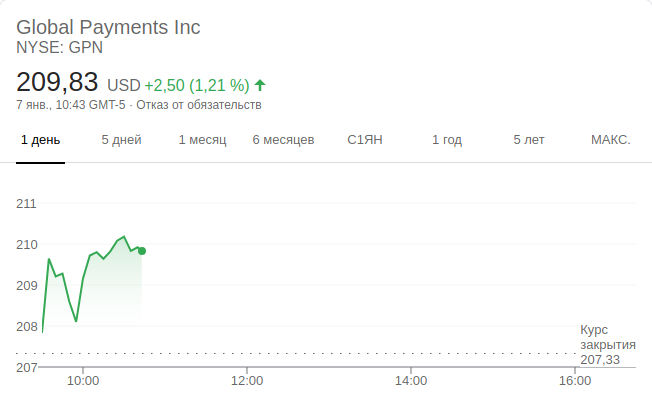 Global Payments Inc
NYSE: GPN
209,83 USD +2,50 (1,21 %)
7 янв., 10:43 GMT-5 · Отказ от обязательств
1 день 5 дней 1 месяц 6 месяцев С1ЯН 1 год 5 лет МАКС.
211
210
209
208
Курс
закрытия
207,33
207
10:00 12:00 14:00 16:00